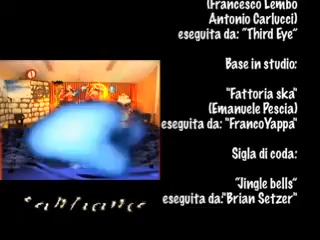 (Francesco Lembo
Antonio Carlucci)
eseguita da: “Third Eye”
Base in studio:
"Fattoria ska"
(Emanuele Pescia)
eseguita da: "FrancoYappa"
Sigla di coda:
“Jingle bells”
eseguita da:"Brian Setzer"